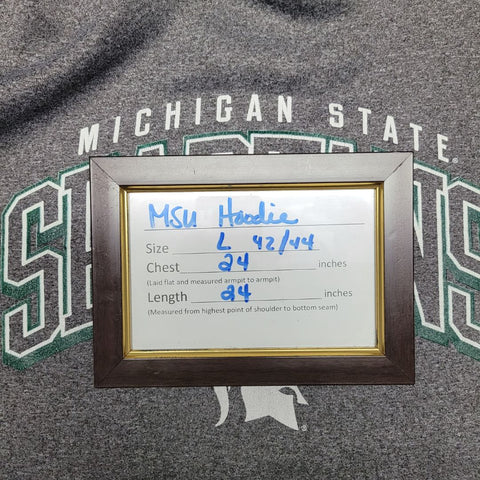 MICHIGAN STATE
MSU Hoodie
Size L 42/44
Chest 24 inches
(Laid flat and measured armpit to armpit)
Length 24 inches
(Measured from highest point of shoulder to bottom seam)